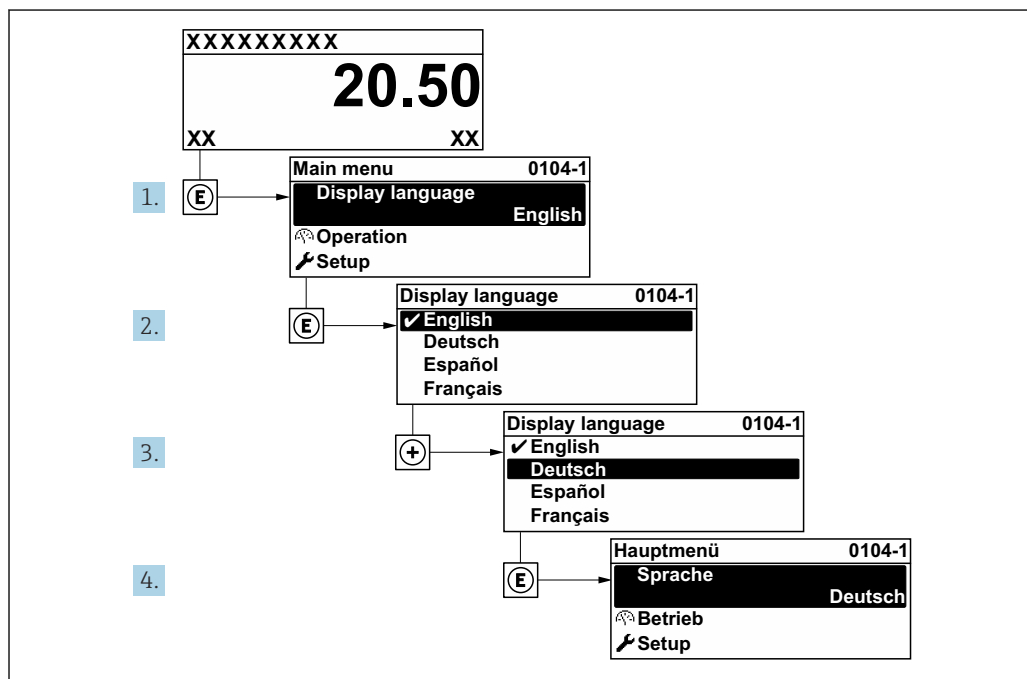 XXXXXXXXX
20.50
XX XX
1. E
Main menu 0104-1
Display language
English
Operation
Setup
2. E
Display language 0104-1
✔ English
Deutsch
Español
Français
3. +
Display language 0104-1
✔ English
Deutsch
Español
Français
4. E
Hauptmenü 0104-1
Sprache
Deutsch
Betrieb
Setup